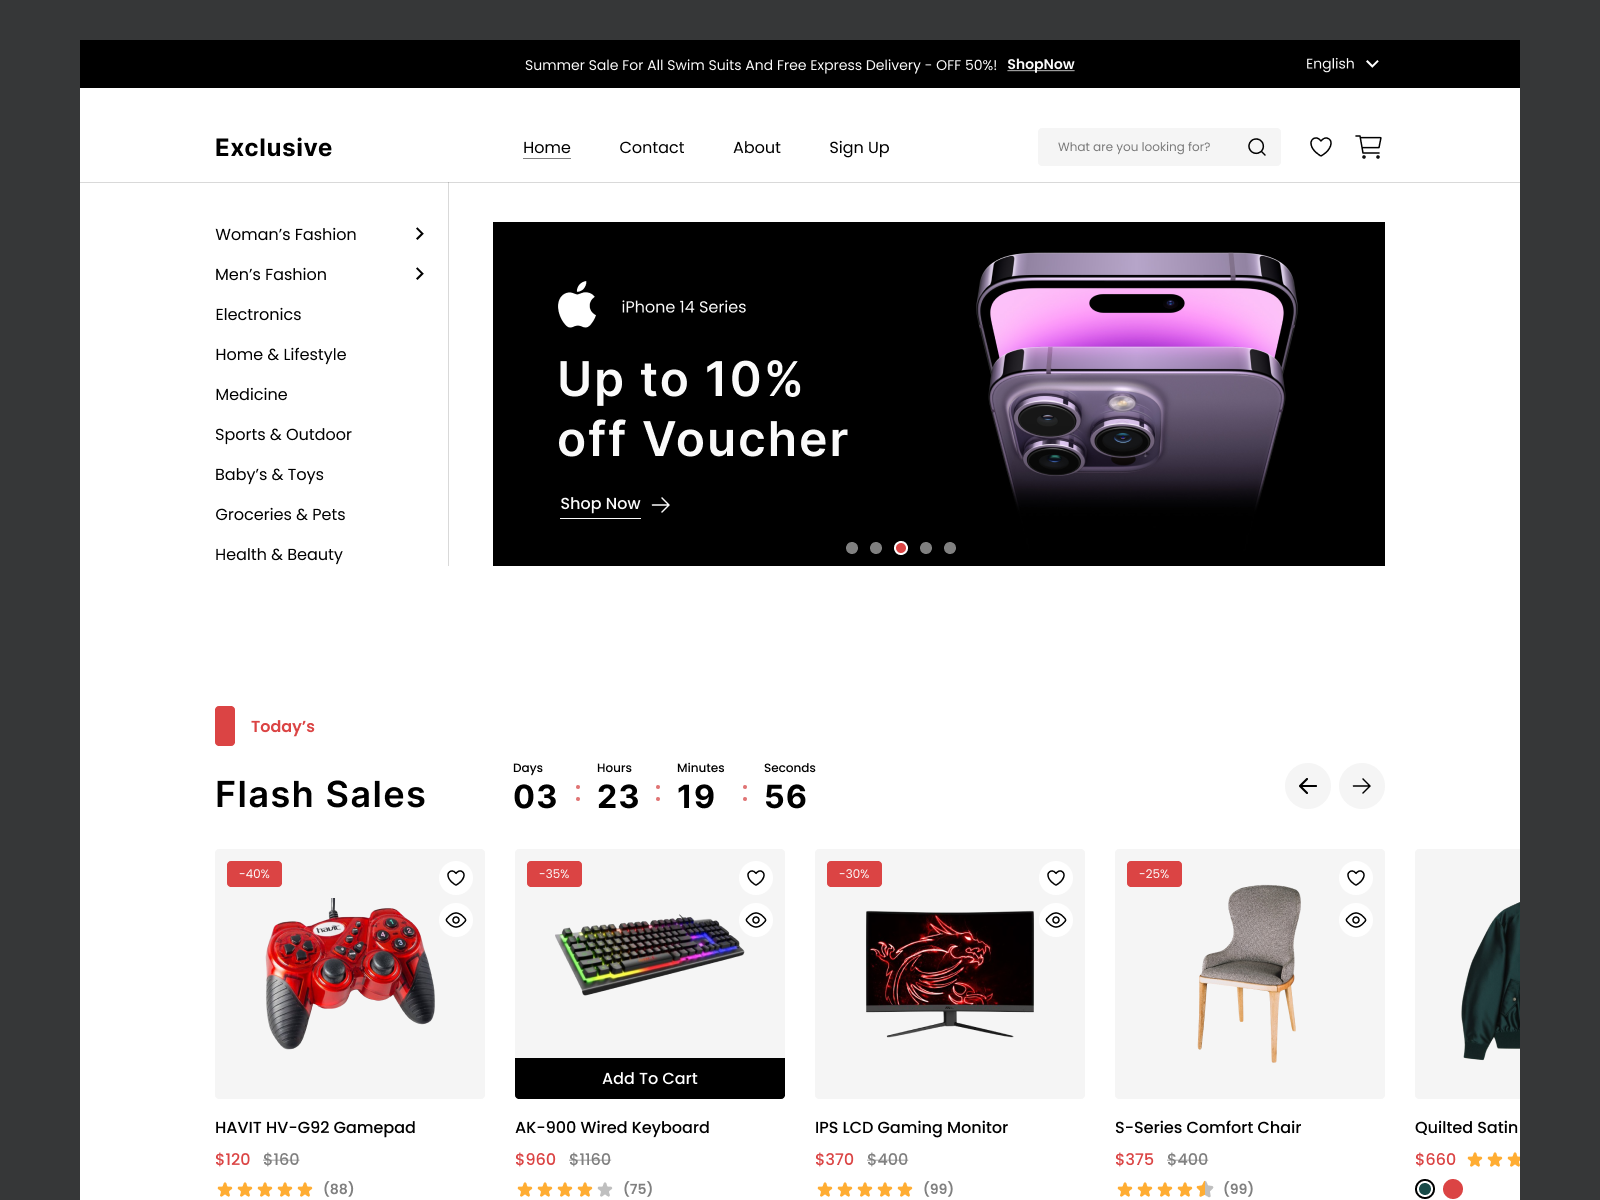 Summer Sale For All Swim Suits And Free Express Delivery - OFF 50%! ShopNow
English
Exclusive
Home Contact About Sign Up
What are you looking for?
Woman's Fashion
Men's Fashion
Electronics
Home & Lifestyle
Medicine
Sports & Outdoor
Baby's & Toys
Groceries & Pets
Health & Beauty
iPhone 14 Series
Up to 10%
off Voucher
Shop Now
Today's
Flash Sales
Days Hours Minutes Seconds
03 : 23 : 19 : 56
-40%
havit
HAVIT HV-G92 Gamepad
$120 $160
(88)
-35%
Add To Cart
AK-900 Wired Keyboard
$960 $1160
(75)
-30%
IPS LCD Gaming Monitor
$370 $400
(99)
-25%
S-Series Comfort Chair
$375 $400
(99)
Quilted Satin
$660